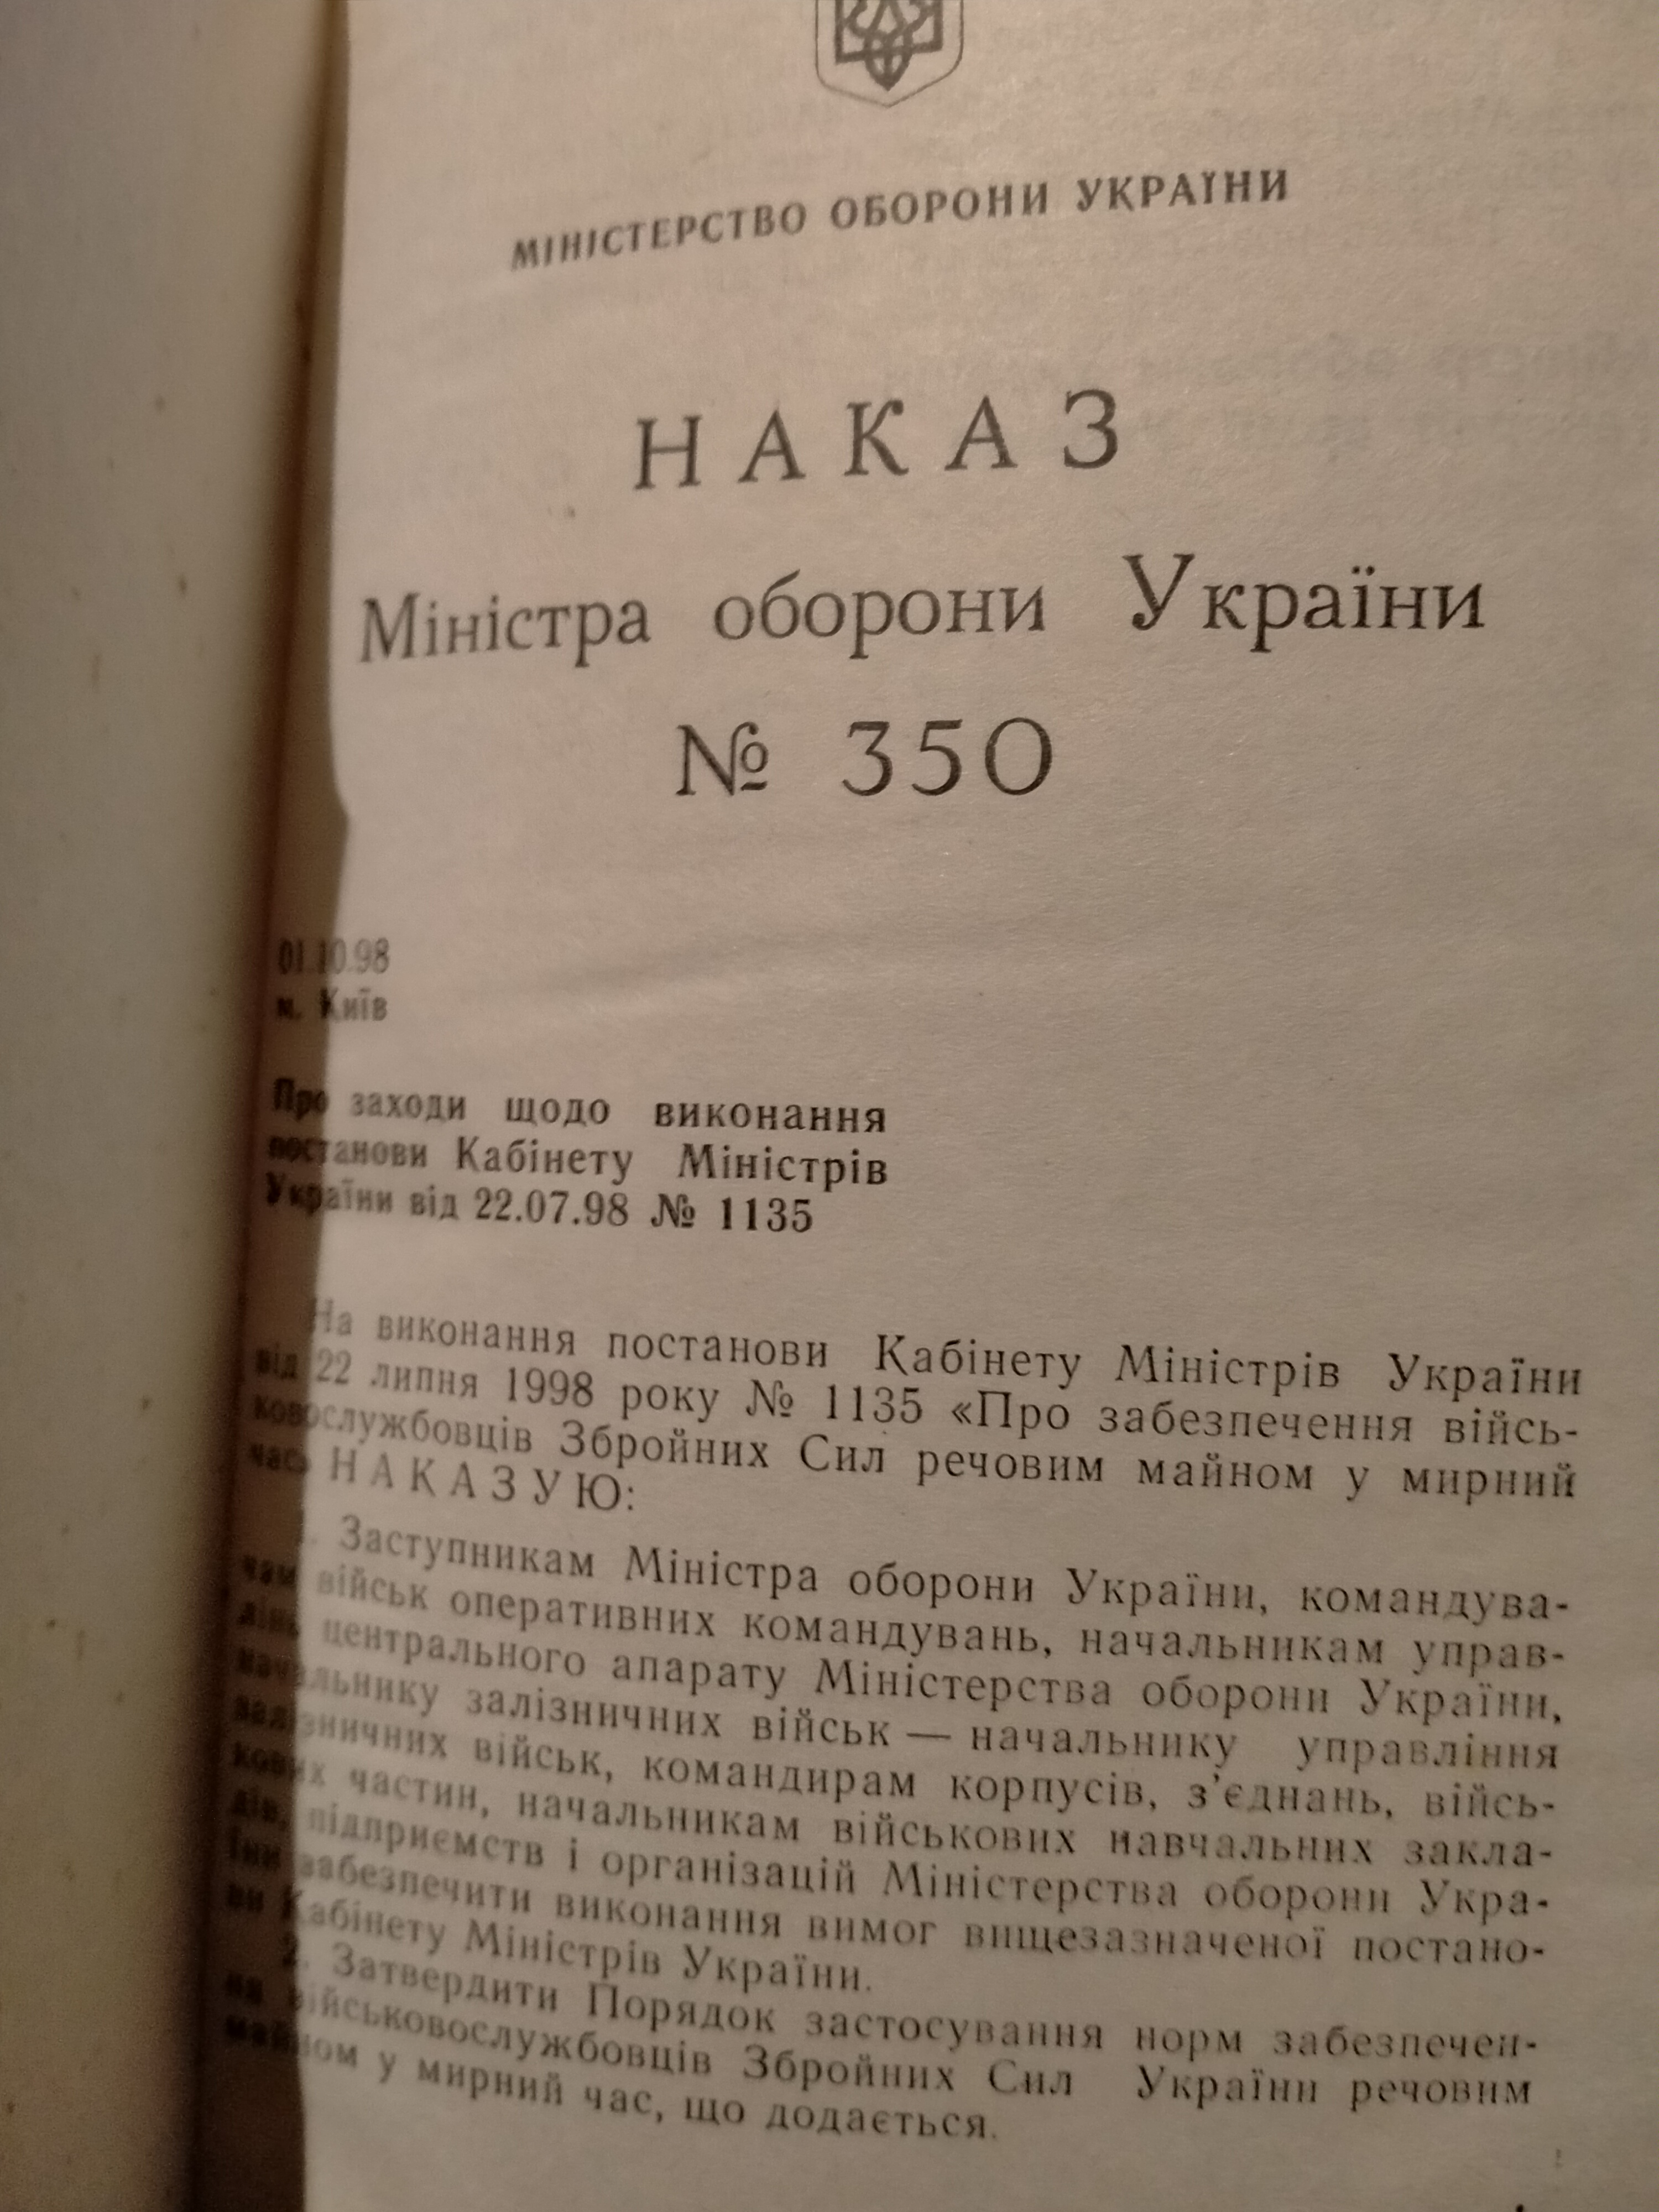 МІНІСТЕРСТВО ОБОРОНИ УКРАЇНИ
НАКАЗ
Міністра оборони України
№ 350
01.10.98
м. Київ
Про заходи щодо виконання
постанови Кабінету Міністрів
України від 22.07.98 № 1135
На виконання постанови Кабінету Міністрів України
від 22 липня 1998 року № 1135 «Про забезпечення війсь-
ковослужбовців Збройних Сил речовим майном у мирний
час» НАКАЗУЮ:
1. Заступникам Міністра оборони України, командува-
чам військ оперативних командувань, начальникам управ-
лінь центрального апарату Міністерства оборони України,
начальнику залізничних військ — начальнику управління
залізничних військ, командирам корпусів, з'єднань, війсь-
кових частин, начальникам військових навчальних закла-
дів, підприємств і організацій Міністерства оборони Укра-
їни забезпечити виконання вимог вищезазначеної постано-
ви Кабінету Міністрів України.
2. Затвердити Порядок застосування норм забезпечен-
ня військовослужбовців Збройних Сил України речовим
майном у мирний час, що додається.